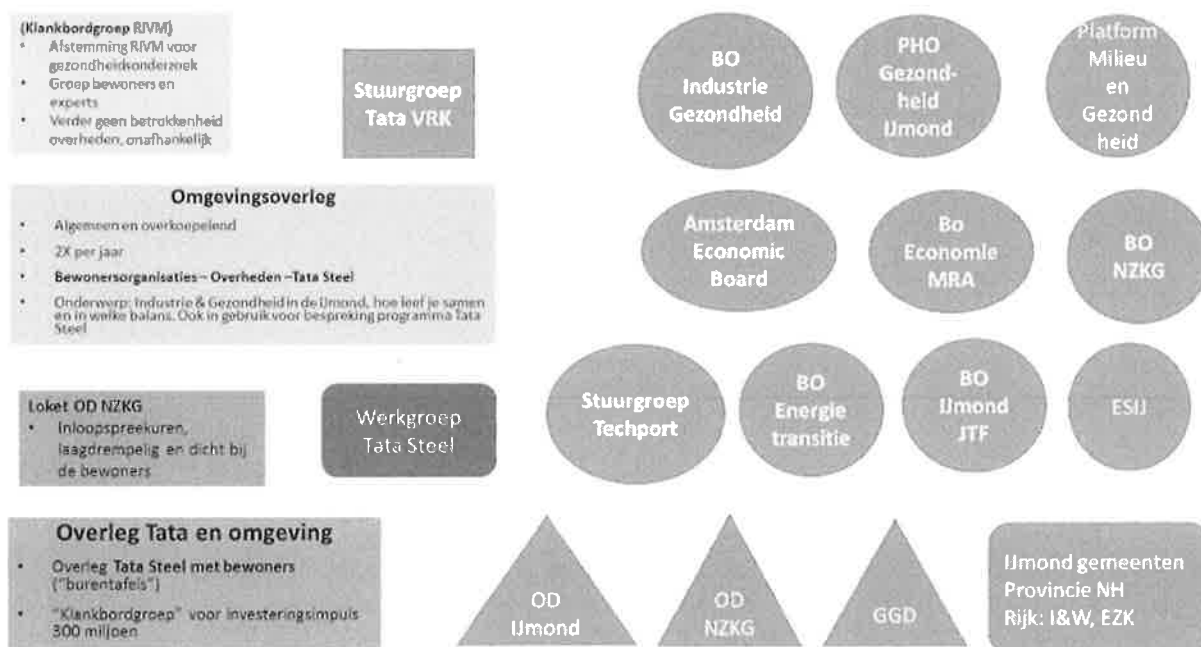 (Klankbordgroep RIVM)
• Afstemming RIVM voor
gezondheidsonderzoek
• Groep bewoners en
experts
• Verder geen betrokkenheid
overheden, onafhankelijk
Stuurgroep
Tata VRK
BO
Industrie
Gezondheid
PHO
Gezond-
heid
IJmond
Platform
Milieu
en
Gezond
heid
Omgevingsoverleg
• Algemeen en overkoepelend
• 2X per jaar
• Bewonersorganisaties – Overheden –Tata Steel
• Onderwerp: Industrie & Gezondheid in de IJmond, hoe leef je samen
en in welke balans. Ook in gebruik voor bespreking programma Tata
Steel
Amsterdam
Economic
Board
Bo
Economie
MRA
BO
NZKG
Loket OD NZKG
• Inloopspreekuren,
laagdrempelig en dicht bij
de bewoners
Werkgroep
Tata Steel
Stuurgroep
Techport
BO
Energie
transitie
BO
IJmond
JTF
ESIJ
Overleg Tata en omgeving
• Overleg Tata Steel met bewoners
("burentafels")
• "Klankbordgroep" voor investeringsimpuls
300 miljoen
OD
IJmond
OD
NZKG
GGD
IJmond gemeenten
Provincie NH
Rijk: I&W, EZK